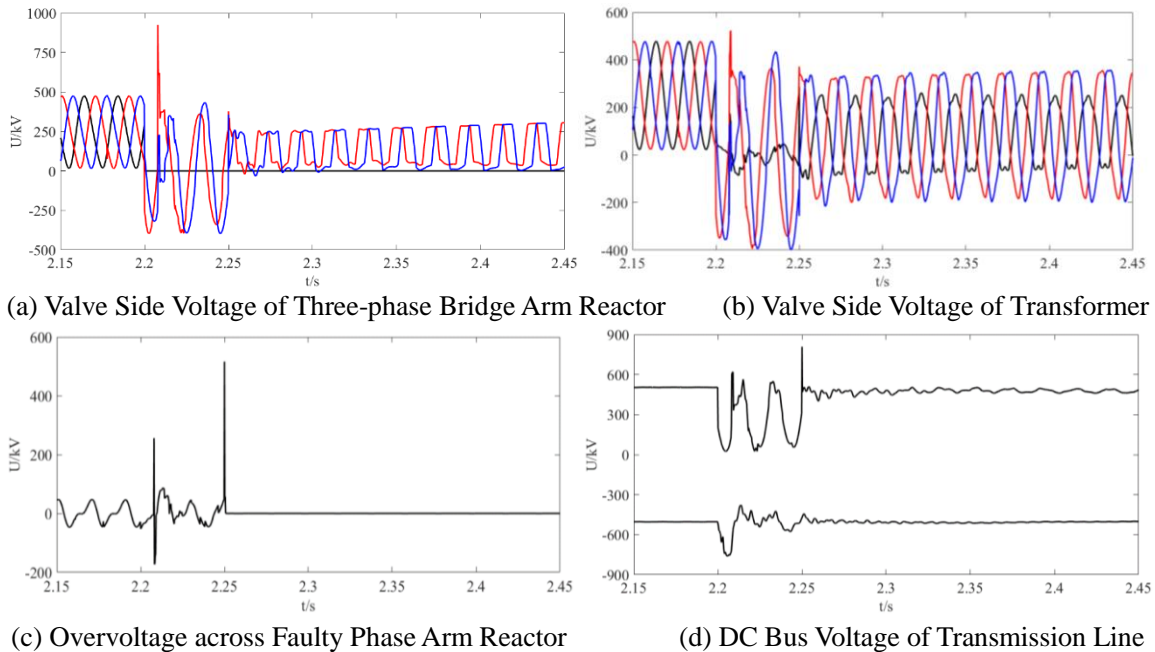 1000
750
500
250
0
-250
-500
U/kV
2.15 2.2 2.25 2.3 2.35 2.4 2.45
t/s
600
400
200
0
-200
-400
U/kV
2.15 2.2 2.25 2.3 2.35 2.4 2.45
t/s
(a) Valve Side Voltage of Three-phase Bridge Arm Reactor
(b) Valve Side Voltage of Transformer
600
400
200
0
-200
U/kV
2.15 2.2 2.25 2.3 2.35 2.4 2.45
t/s
900
600
300
0
-300
-600
-900
U/kV
2.15 2.2 2.25 2.3 2.35 2.4 2.45
t/s
(c) Overvoltage across Faulty Phase Arm Reactor
(d) DC Bus Voltage of Transmission Line